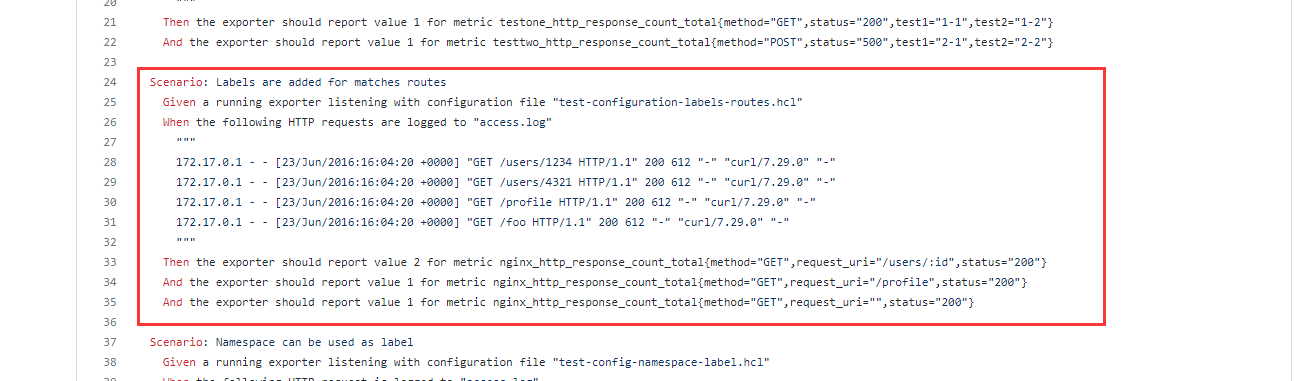 20 """
21 Then the exporter should report value 1 for metric testone_http_response_count_total{method="GET",status="200",test1="1-1",test2="1-2"}
22 And the exporter should report value 1 for metric testtwo_http_response_count_total{method="POST",status="500",test1="2-1",test2="2-2"}
23
24 Scenario: Labels are added for matches routes
25 Given a running exporter listening with configuration file "test-configuration-labels-routes.hcl"
26 When the following HTTP requests are logged to "access.log"
27 """
28 172.17.0.1 - - [23/Jun/2016:16:04:20 +0000] "GET /users/1234 HTTP/1.1" 200 612 "-" "curl/7.29.0" "-"
29 172.17.0.1 - - [23/Jun/2016:16:04:20 +0000] "GET /users/4321 HTTP/1.1" 200 612 "-" "curl/7.29.0" "-"
30 172.17.0.1 - - [23/Jun/2016:16:04:20 +0000] "GET /profile HTTP/1.1" 200 612 "-" "curl/7.29.0" "-"
31 172.17.0.1 - - [23/Jun/2016:16:04:20 +0000] "GET /foo HTTP/1.1" 200 612 "-" "curl/7.29.0" "-"
32 """
33 Then the exporter should report value 2 for metric nginx_http_response_count_total{method="GET",request_uri="/users/:id",status="200"}
34 And the exporter should report value 1 for metric nginx_http_response_count_total{method="GET",request_uri="/profile",status="200"}
35 And the exporter should report value 1 for metric nginx_http_response_count_total{method="GET",request_uri="",status="200"}
36
37 Scenario: Namespace can be used as label
38 Given a running exporter listening with configuration file "test-config-namespace-label.hcl"
39 When the following HTTP request is logged to "access.log"